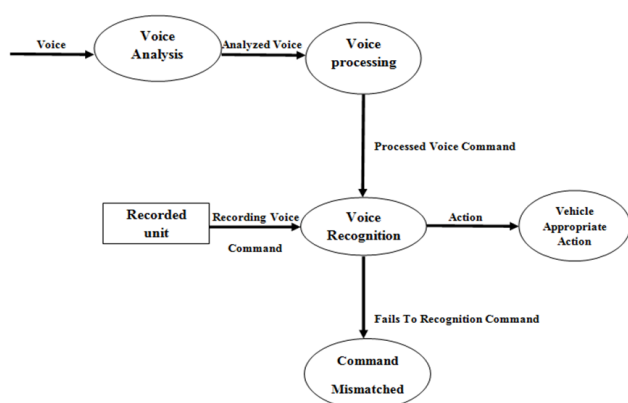 Voice
Voice
Analysis
Analyzed Voice
Voice
processing
Processed Voice Command
Recorded
unit
Recording Voice
Command
Voice
Recognition
Action
Vehicle
Appropriate
Action
Fails To Recognition Command
Command
Mismatched